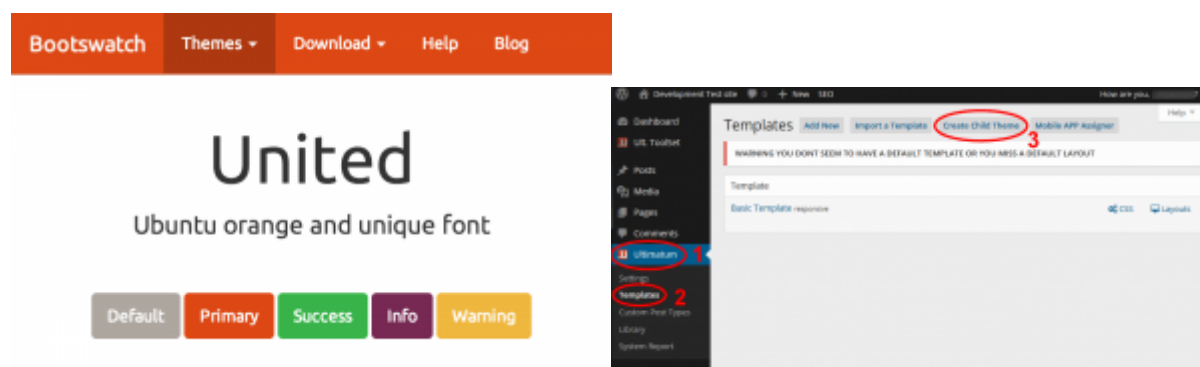 Bootswatch Themes Download Help Blog
United
Ubuntu orange and unique font
Default Primary Success Info Warning
Development Test site 0 + New SEO How are you,
Help
Dashboard
Ult. ToolSet
Posts
Media
Pages
Comments
Ultimatum 1
Settings
Templates 2
Custom Post Types
Library
System Report
Templates Add New Import a Template Create Child Theme Mobile APP Assigner
3
WARNING YOU DONT SEEM TO HAVE A DEFAULT TEMPLATE OR YOU MISS A DEFAULT LAYOUT
Template
Basic Template responsive CSS Layouts